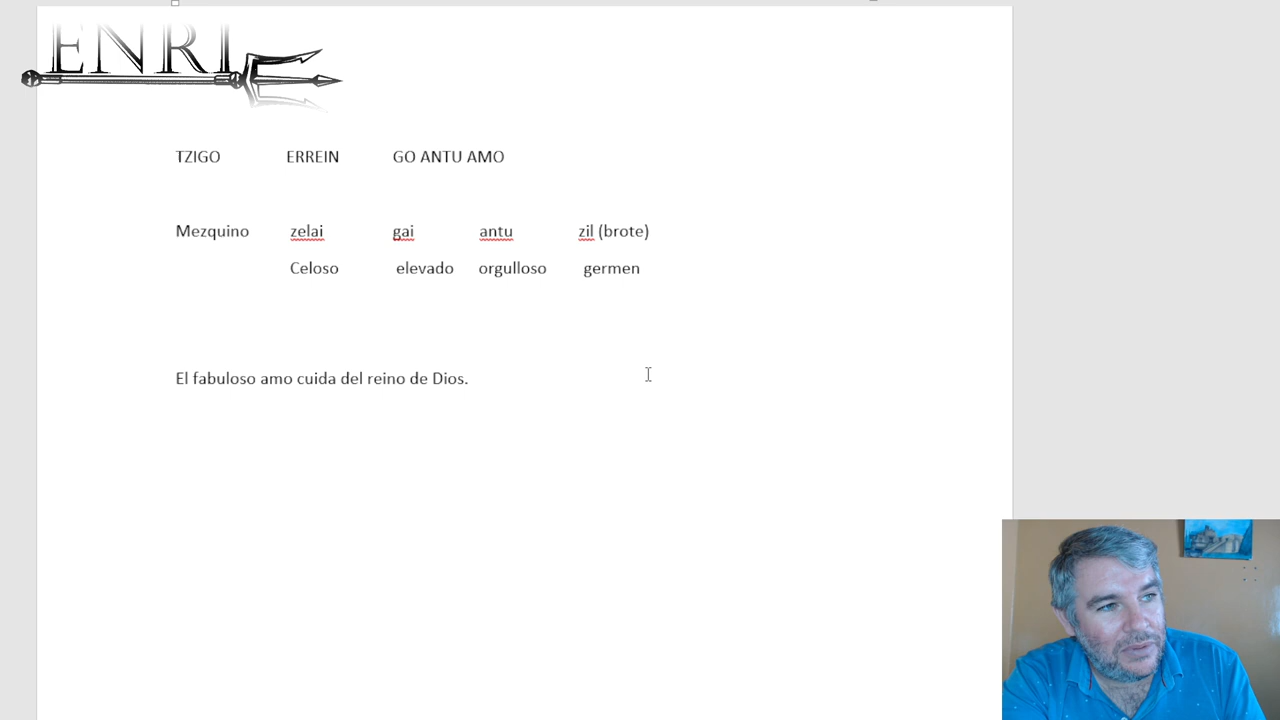 ENRI
TZIGO ERREIN GO ANTU AMO
Mezquino zelai gai antu zil (brote)
Celoso elevado orgulloso germen
El fabuloso amo cuida del reino de Dios.